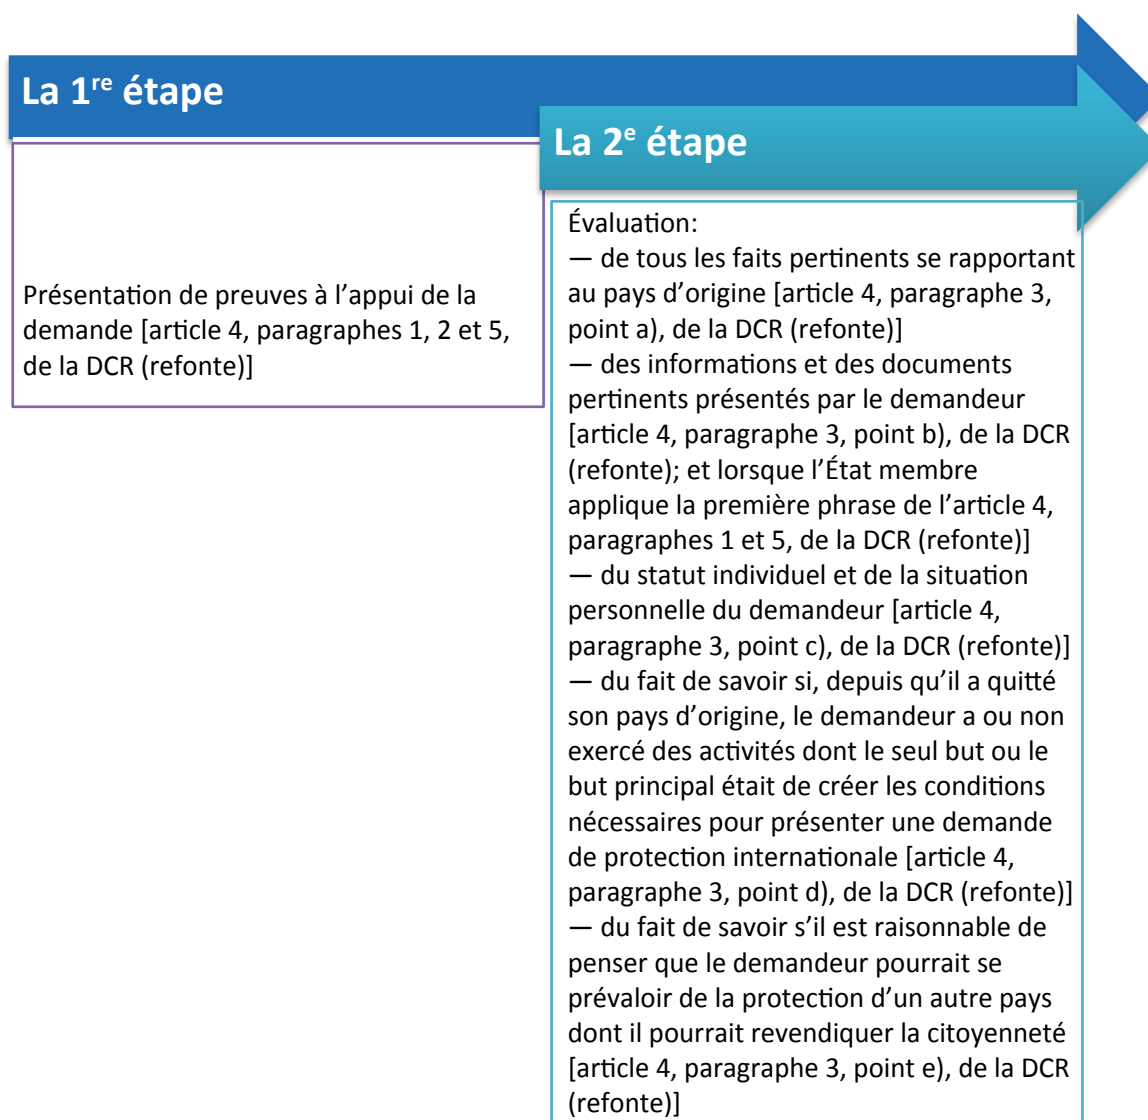 La 1re étape
La 2e étape
Présentation de preuves à l’appui de la
demande [article 4, paragraphes 1, 2 et 5,
de la DCR (refonte)]
Évaluation:
— de tous les faits pertinents se rapportant
au pays d’origine [article 4, paragraphe 3,
point a), de la DCR (refonte)]
— des informations et des documents
pertinents présentés par le demandeur
[article 4, paragraphe 3, point b), de la DCR
(refonte); et lorsque l’État membre
applique la première phrase de l’article 4,
paragraphes 1 et 5, de la DCR (refonte)]
— du statut individuel et de la situation
personnelle du demandeur [article 4,
paragraphe 3, point c), de la DCR (refonte)]
— du fait de savoir si, depuis qu’il a quitté
son pays d’origine, le demandeur a ou non
exercé des activités dont le seul but ou le
but principal était de créer les conditions
nécessaires pour présenter une demande
de protection internationale [article 4,
paragraphe 3, point d), de la DCR (refonte)]
— du fait de savoir s’il est raisonnable de
penser que le demandeur pourrait se
prévaloir de la protection d’un autre pays
dont il pourrait revendiquer la citoyenneté
[article 4, paragraphe 3, point e), de la DCR
(refonte)]